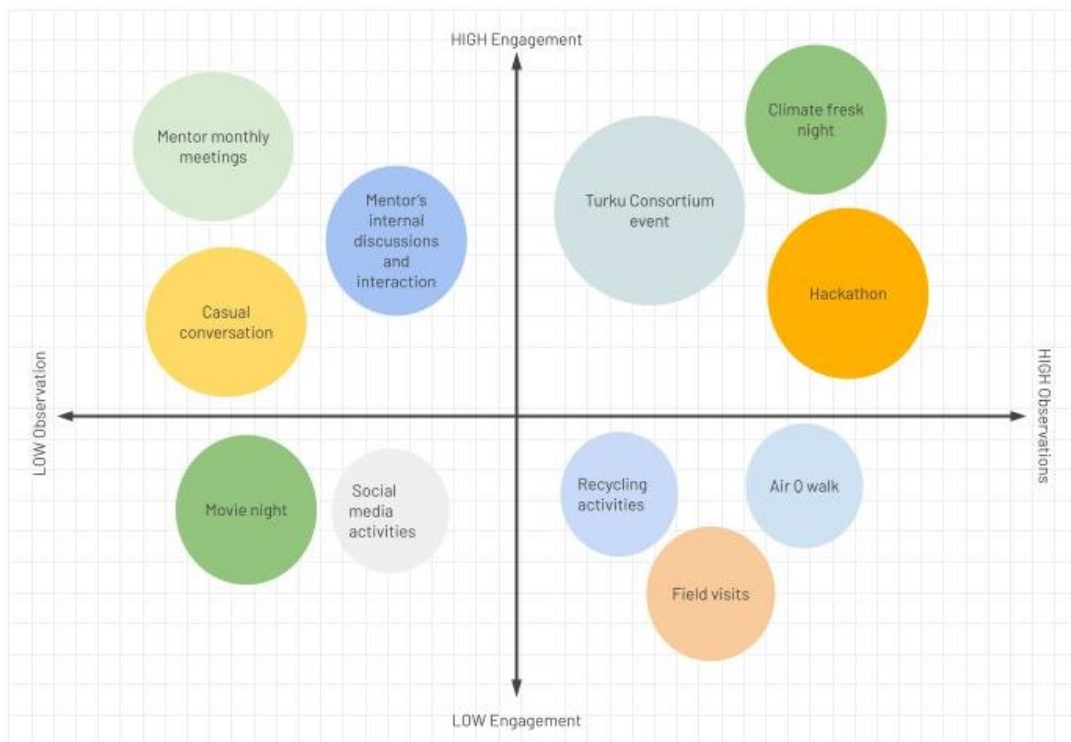 HIGH Engagement
Climate fresk
night
Mentor monthly
meetings
Mentor's
internal
discussions
and
interaction
Turku Consortium
event
Hackathon
Casual
conversation
LOW Observation
HIGH Observations
Movie night
Social
media
activities
Recycling
activities
Air Q walk
Field visits
LOW Engagement